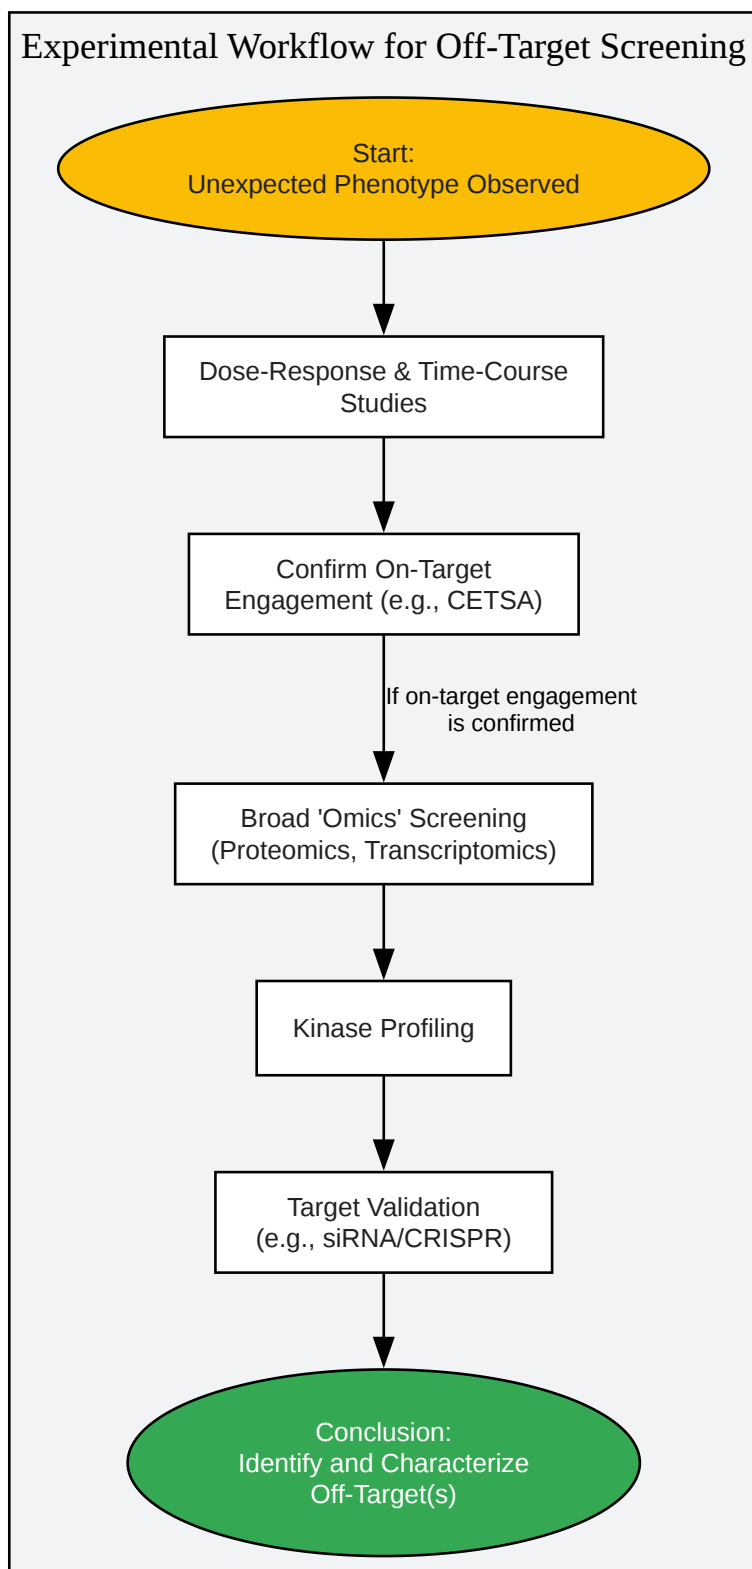 Experimental Workflow for Off-Target Screening
Start:
Unexpected Phenotype Observed
Dose-Response & Time-Course
Studies
Confirm On-Target
Engagement (e.g., CETSA)
If on-target engagement
is confirmed
Broad 'Omics' Screening
(Proteomics, Transcriptomics)
Kinase Profiling
Target Validation
(e.g., siRNA/CRISPR)
Conclusion:
Identify and Characterize
Off-Target(s)